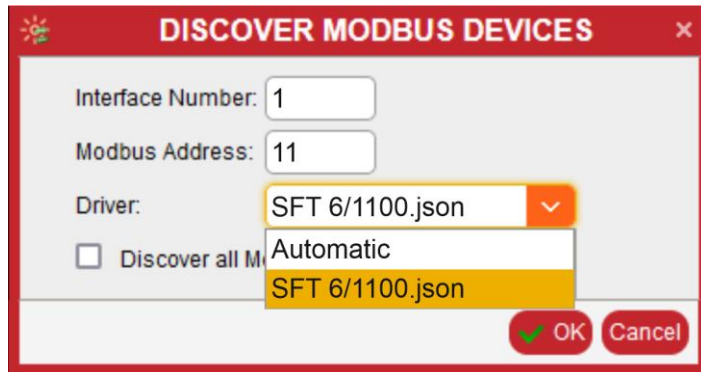 DISCOVER MODBUS DEVICES ×
Interface Number: 1
Modbus Address: 11
Driver: SFT 6/1100.json
Automatic
Discover all
SFT 6/1100.json
OK Cancel